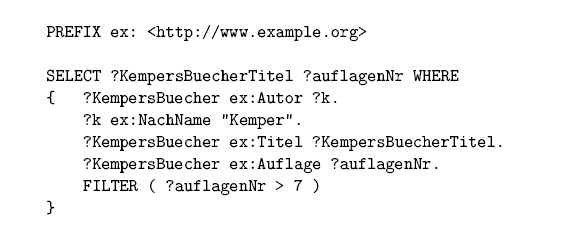 PREFIX ex: <http://www.example.org>
SELECT ?KempersBuecherTitel ?auflagenNr WHERE
{ ?KempersBuecher ex:Autor ?k.
?k ex:NachName "Kemper".
?KempersBuecher ex:Titel ?KempersBuecherTitel.
?KempersBuecher ex:Auflage ?auflagenNr.
FILTER ( ?auflagenNr > 7 )
}